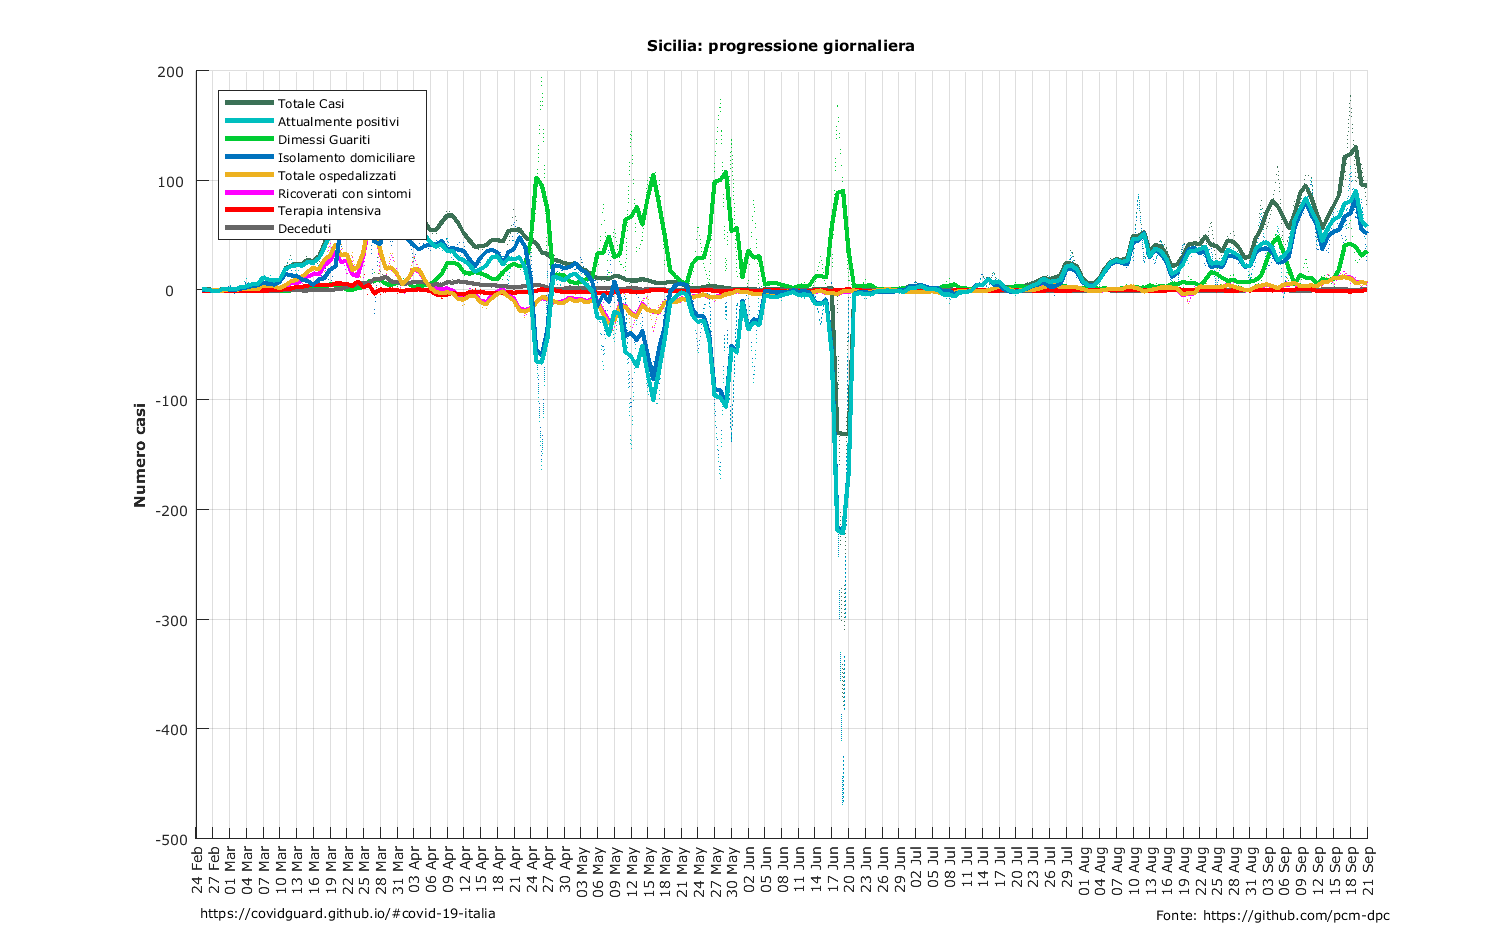 Sicilia: progressione giornaliera
Numero casi
200
100
0
-100
-200
-300
-400
-500
Totale Casi
Attualmente positivi
Dimessi Guariti
Isolamento domiciliare
Totale ospedalizzati
Ricoverati con sintomi
Terapia intensiva
Deceduti
24 Feb
27 Feb
01 Mar
04 Mar
07 Mar
10 Mar
13 Mar
16 Mar
19 Mar
22 Mar
25 Mar
28 Mar
31 Mar
03 Apr
06 Apr
09 Apr
12 Apr
15 Apr
18 Apr
21 Apr
24 Apr
27 Apr
30 Apr
03 May
06 May
09 May
12 May
15 May
18 May
21 May
24 May
27 May
30 May
02 Jun
05 Jun
08 Jun
11 Jun
14 Jun
17 Jun
20 Jun
23 Jun
26 Jun
29 Jun
02 Jul
05 Jul
08 Jul
11 Jul
14 Jul
17 Jul
20 Jul
23 Jul
26 Jul
29 Jul
01 Aug
04 Aug
07 Aug
10 Aug
13 Aug
16 Aug
19 Aug
22 Aug
25 Aug
28 Aug
31 Aug
03 Sep
06 Sep
09 Sep
12 Sep
15 Sep
18 Sep
21 Sep
https://covidguard.github.io/#covid-19-italia
Fonte: https://github.com/pcm-dpc